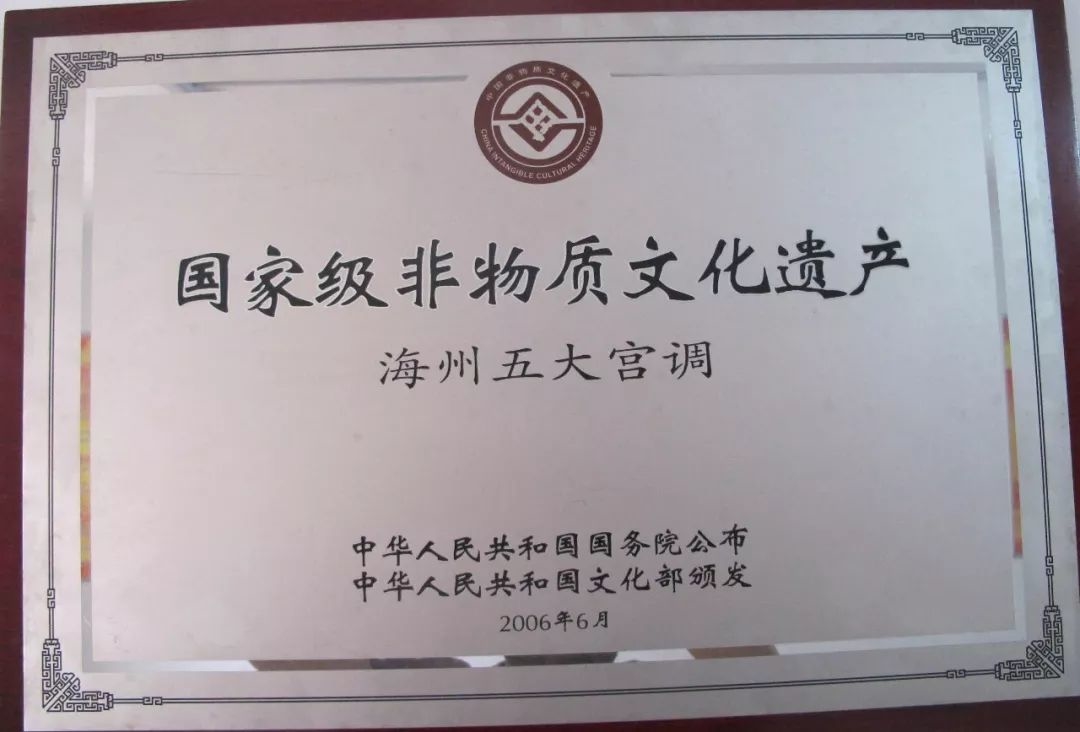 中国非物质文化遗产
CHINA INTANGIBLE CULTURAL HERITAGE
国家级非物质文化遗产
海州五大宫调
中华人民共和国国务院公布
中华人民共和国文化部颁发
2006年6月